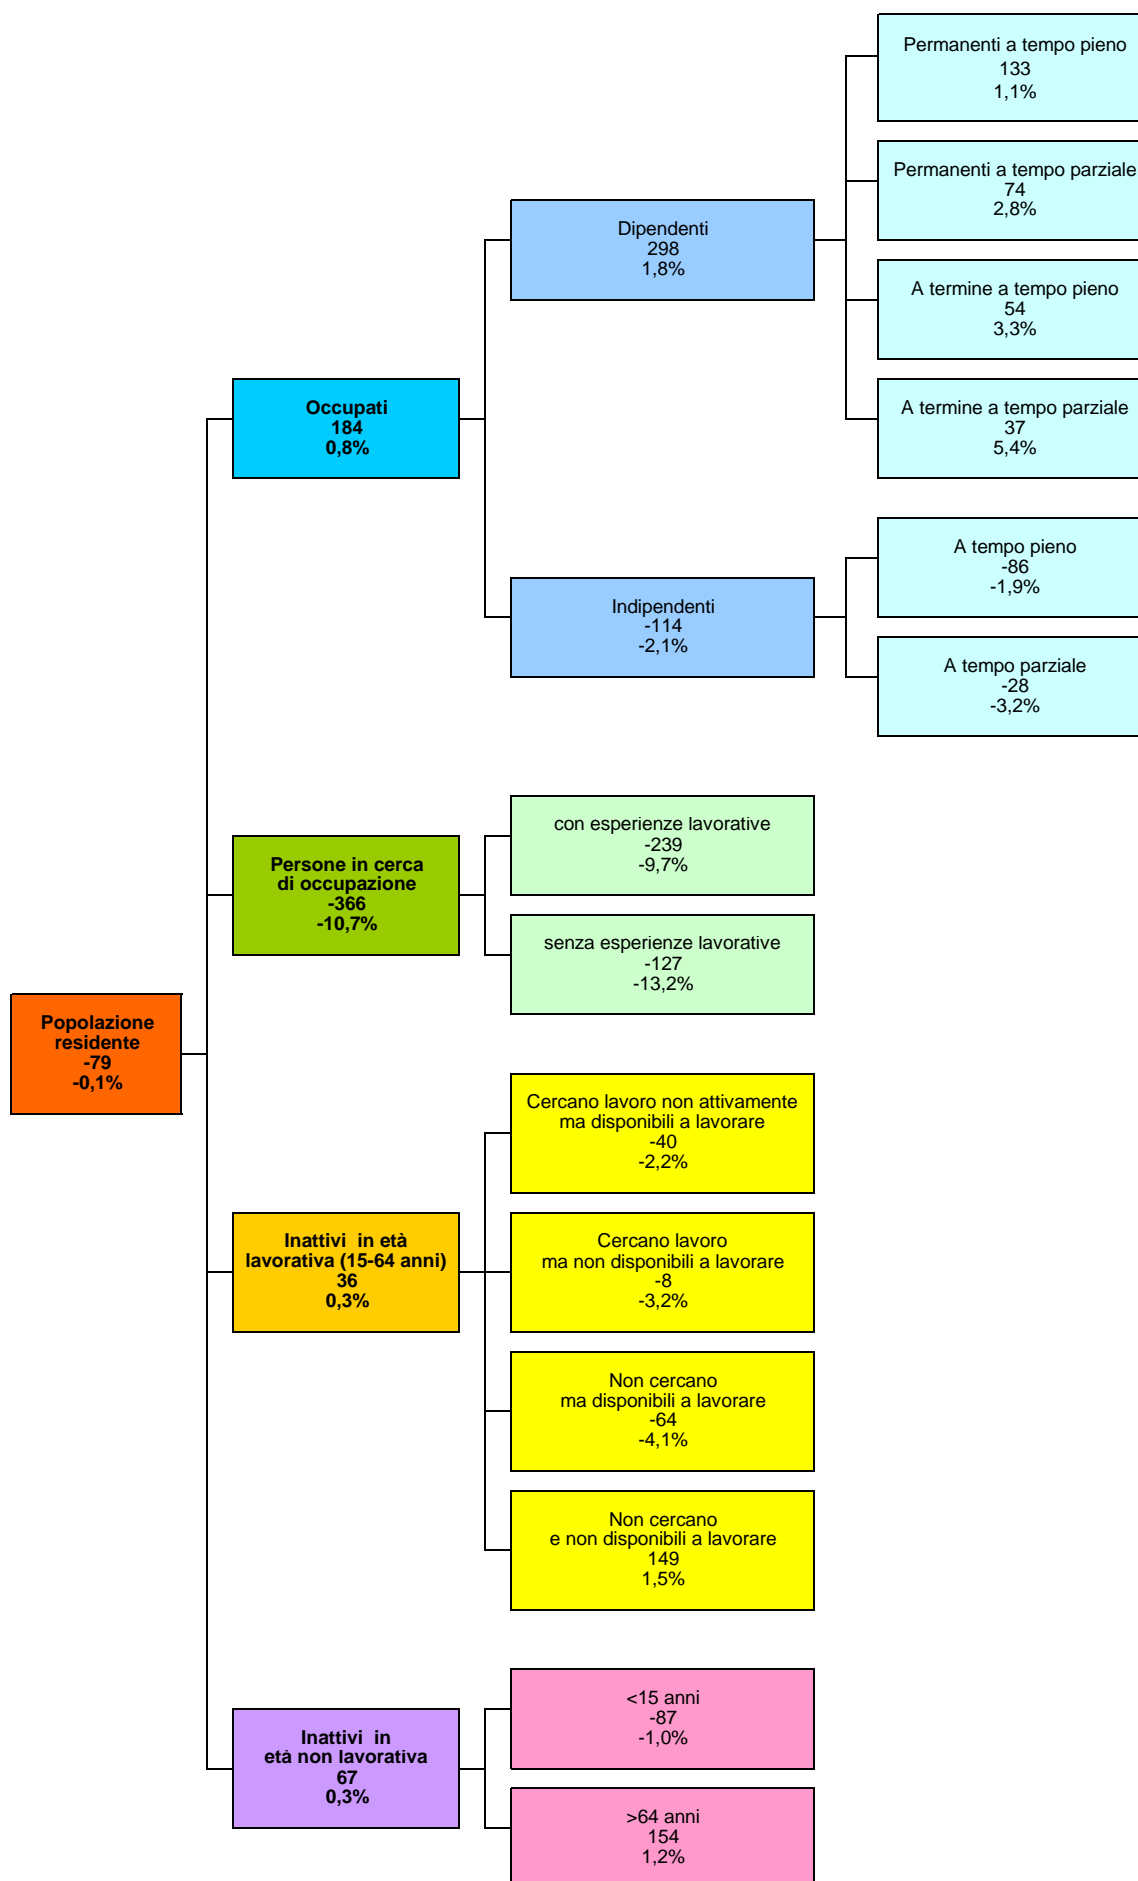 Permanenti a tempo pieno
133
1,1%
Permanenti a tempo parziale
74
2,8%
Dipendenti
298
1,8%
A termine a tempo pieno
54
3,3%
Occupati
184
0,8%
A termine a tempo parziale
37
5,4%
A tempo pieno
-86
-1,9%
Indipendenti
-114
-2,1%
A tempo parziale
-28
-3,2%
con esperienze lavorative
-239
-9,7%
Persone in cerca
di occupazione
-366
-10,7%
senza esperienze lavorative
-127
-13,2%
Popolazione
residente
-79
-0,1%
Cercano lavoro non attivamente
ma disponibili a lavorare
-40
-2,2%
Inattivi in età
lavorativa (15-64 anni)
36
0,3%
Cercano lavoro
ma non disponibili a lavorare
-8
-3,2%
Non cercano
ma disponibili a lavorare
-64
-4,1%
Non cercano
e non disponibili a lavorare
149
1,5%
<15 anni
-87
-1,0%
Inattivi in
età non lavorativa
67
0,3%
>64 anni
154
1,2%